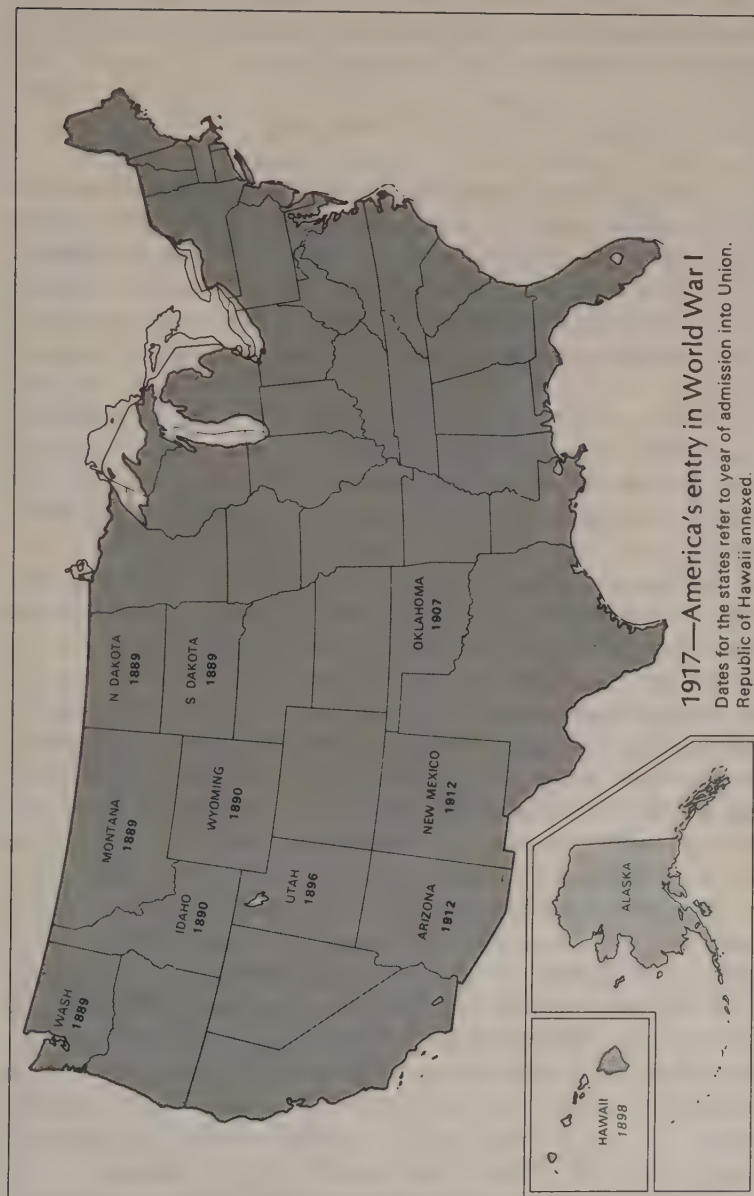 WASH
1889
MONTANA
1889
N DAKOTA
1889
S DAKOTA
1889
IDAHO
1890
WYOMING
1890
UTAH
1896
ARIZONA
1912
NEW MEXICO
1912
OKLAHOMA
1907
HAWAII
1898
ALASKA
1917—America's entry in World War I
Dates for the states refer to year of admission into Union.
Republic of Hawaii annexed.